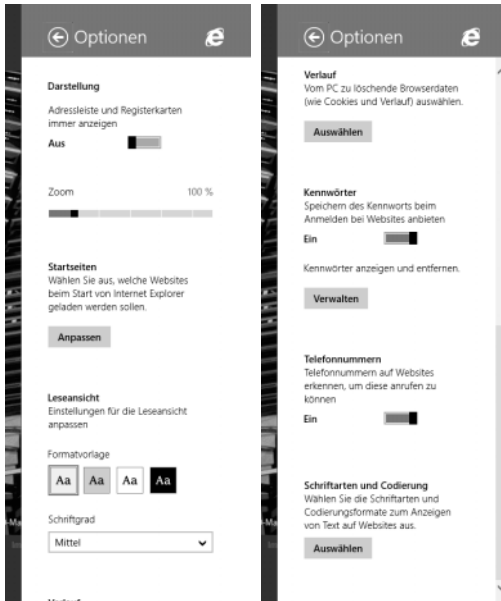 Optionen
Darstellung
Adressleiste und Registerkarten
immer anzeigen
Aus
Zoom 100 %
Startseiten
Wählen Sie aus, welche Websites
beim Start von Internet Explorer
geladen werden sollen.
Anpassen
Leseansicht
Einstellungen für die Leseansicht
anpassen
Formatvorlage
Aa Aa Aa Aa
Schriftgrad
Mittel
Optionen
Verlauf
Vom PC zu löschende Browserdaten
(wie Cookies und Verlauf) auswählen.
Auswählen
Kennwörter
Speichern des Kennworts beim
Anmelden bei Websites anbieten
Ein
Kennwörter anzeigen und entfernen.
Verwalten
Telefonnummern
Telefonnummern auf Websites
erkennen, um diese anrufen zu
können
Ein
Schriftarten und Codierung
Wählen Sie die Schriftarten und
Codierungsformate zum Anzeigen
von Text auf Websites aus.
Auswählen